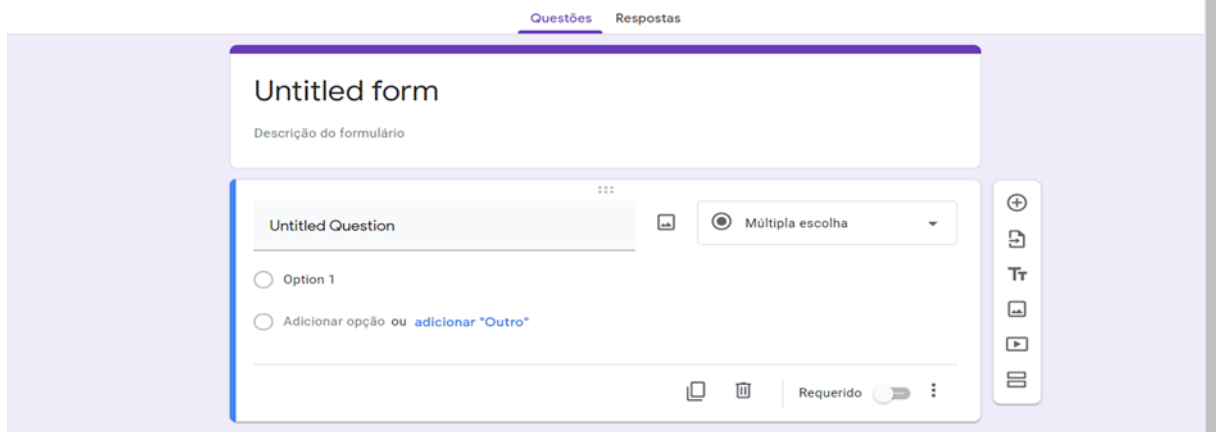 Questões Respostas
Untitled form
Descrição do formulário
Untitled Question
Múltipla escolha
Option 1
Adicionar opção ou adicionar "Outro"
Requerido